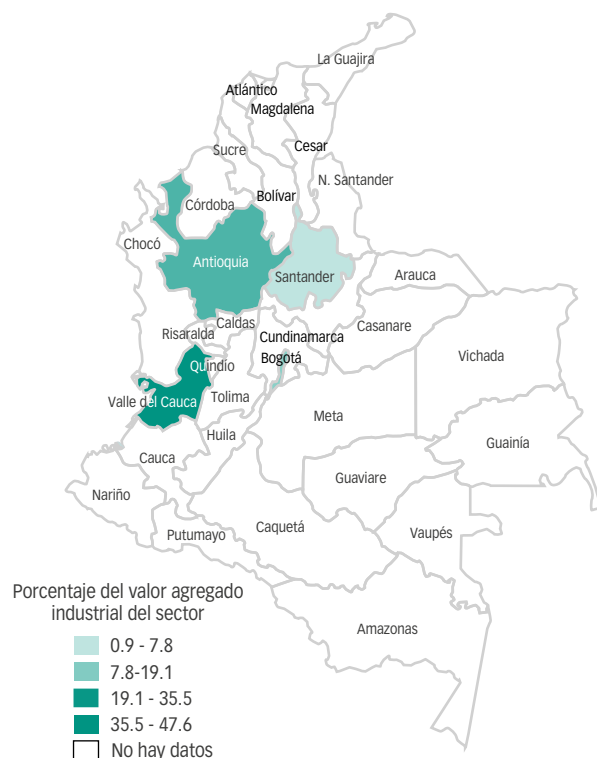 La Guajira
Atlántico
Magdalena
Cesar
Sucre
N. Santander
Bolívar
Córdoba
Chocó
Antioquia
Santander
Arauca
Caldas
Casanare
Risaralda
Cundinamarca
Bogotá
Vichada
Quindío
Tolima
Valle del Cauca
Meta
Huila
Guainía
Cauca
Guaviare
Nariño
Caquetá
Vaupés
Putumayo
Amazonas
Porcentaje del valor agregado
industrial del sector
0.9 - 7.8
7.8-19.1
19.1 - 35.5
35.5 - 47.6
No hay datos